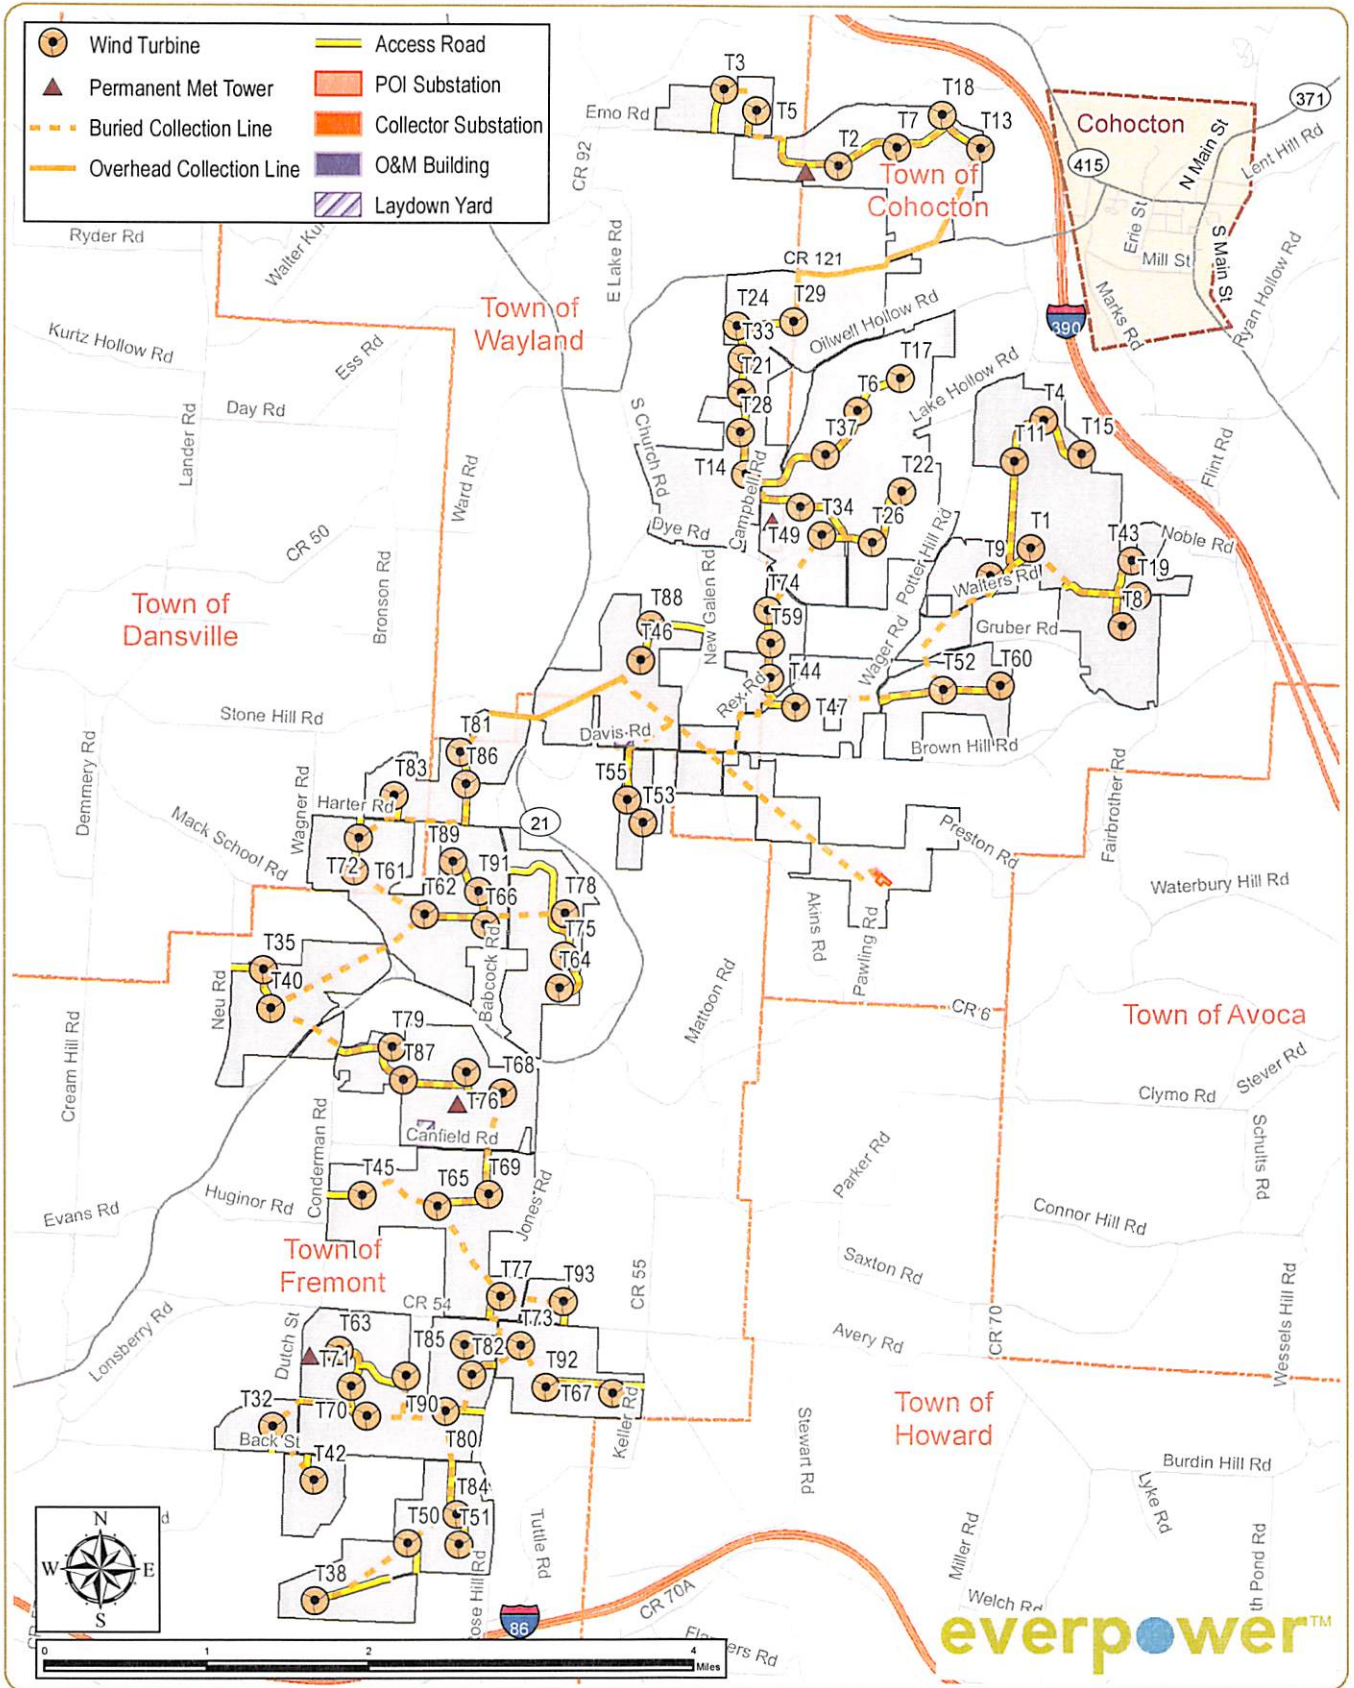 Wind Turbine
Permanent Met Tower
Buried Collection Line
Overhead Collection Line
Access Road
POI Substation
Collector Substation
O&M Building
Laydown Yard
T3
T5
Emo Rd
T18
T7
T13
T2
CR 92
Town of
Cohocton
Cohocton
371
415
N Main St
Lent Hill Rd
Erie St
Mill St
S Main St
Ryan Hollow Rd
Marks Rd
390
Ryder Rd
E Lake Rd
CR 121
Town of
Wayland
T24
T29
T33
Oilwell Hollow Rd
Kurtz Hollow Rd
Ess Rd
T21
T17
T6
Lake Hollow Rd
Day Rd
Lander Rd
T28
T4
T11
T15
S Church Rd
T37
Flint Rd
T14
Campbell Rd
T22
Ward Rd
T34
T26
T49
Dye Rd
CR 50
Potter Hill Rd
T1
T43
Noble Rd
T9
T19
Walters Rd
T8
Gruber Rd
Town of
Dansville
Bronson Rd
T88
T46
New Galen Rd
T74
T59
Wager Rd
T44
T52
T60
Rex Rd
T47
Stone Hill Rd
Davis Rd
Brown Hill Rd
T81
T86
T83
T55
T53
Demmery Rd
Wagner Rd
Harter Rd
Mack School Rd
21
Preston Rd
Fairbrother Rd
T89
T91
T72
T61
T62
T66
T78
T75
T64
Babcock Rd
Waterbury Hill Rd
Akins Rd
Pawling Rd
T35
T40
Neu Rd
Mattoon Rd
CR 6
Town of Avoca
T79
T87
T68
T76
Cream Hill Rd
Canfield Rd
Clymo Rd
Stever Rd
Schults Rd
Conderman Rd
T45
T65
T69
Jones Rd
Parker Rd
Evans Rd
Huginor Rd
Connor Hill Rd
Town of
Fremont
Saxton Rd
T77
T93
CR 55
CR 54
T73
CR 70
Avery Rd
Wessels Hill Rd
Lonsberry Rd
Dutch St
T63
T71
T85
T82
T92
T67
Keller Rd
T32
T70
T90
Back St
T42
T80
Town of
Howard
Stewart Rd
Burdin Hill Rd
Lyke Rd
T84
T50
T51
T38
Tuttle Rd
Miller Rd
Welch Rd
CR 70A
86
N
W
E
S
0
1
2
4
Miles
everpower™